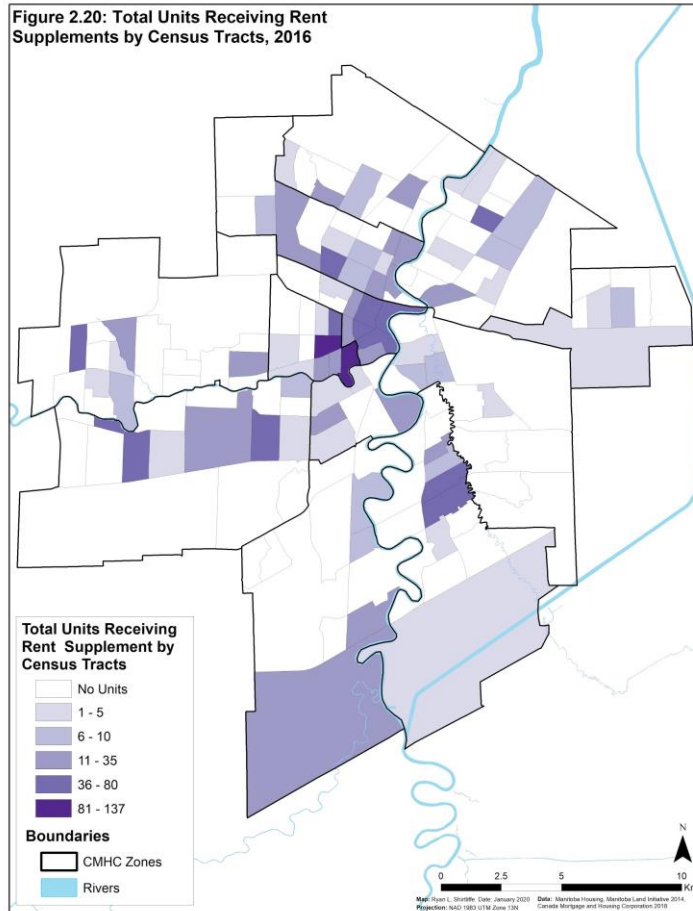 Figure 2.20: Total Units Receiving Rent
Supplements by Census Tracts, 2016
Total Units Receiving
Rent Supplement by
Census Tracts
No Units
1 - 5
6 - 10
11 - 35
36 - 80
81 - 137
Boundaries
CMHC Zones
Rivers
N
0 2.5 5 10
Km
Map: Ryan L. Shirtliffe Date: January 2020 Data: Manitoba Housing, Manitoba Land Initiative 2014,
Projection: NAD 1983 UTM Zone 13N Canada Mortgage and Housing Corporation 2018